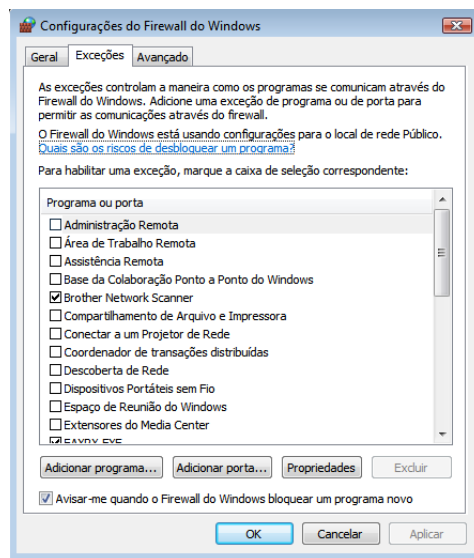 Configurações do Firewall do Windows
Geral Exceções Avançado
As exceções controlam a maneira como os programas se comunicam através do
Firewall do Windows. Adicione uma exceção de programa ou de porta para
permitir as comunicações através do firewall.
O Firewall do Windows está usando configurações para o local de rede Público.
Quais são os riscos de desbloquear um programa?
Para habilitar uma exceção, marque a caixa de seleção correspondente:
Programa ou porta
Administração Remota
Área de Trabalho Remota
Assistência Remota
Base da Colaboração Ponto a Ponto do Windows
Brother Network Scanner
Compartilhamento de Arquivo e Impressora
Conectar a um Projetor de Rede
Coordenador de transações distribuídas
Descoberta de Rede
Dispositivos Portáteis sem Fio
Espaço de Reunião do Windows
Extensores do Media Center
FAXRX.EXE
Adicionar programa... Adicionar porta... Propriedades Excluir
Avisar-me quando o Firewall do Windows bloquear um programa novo
OK Cancelar Aplicar